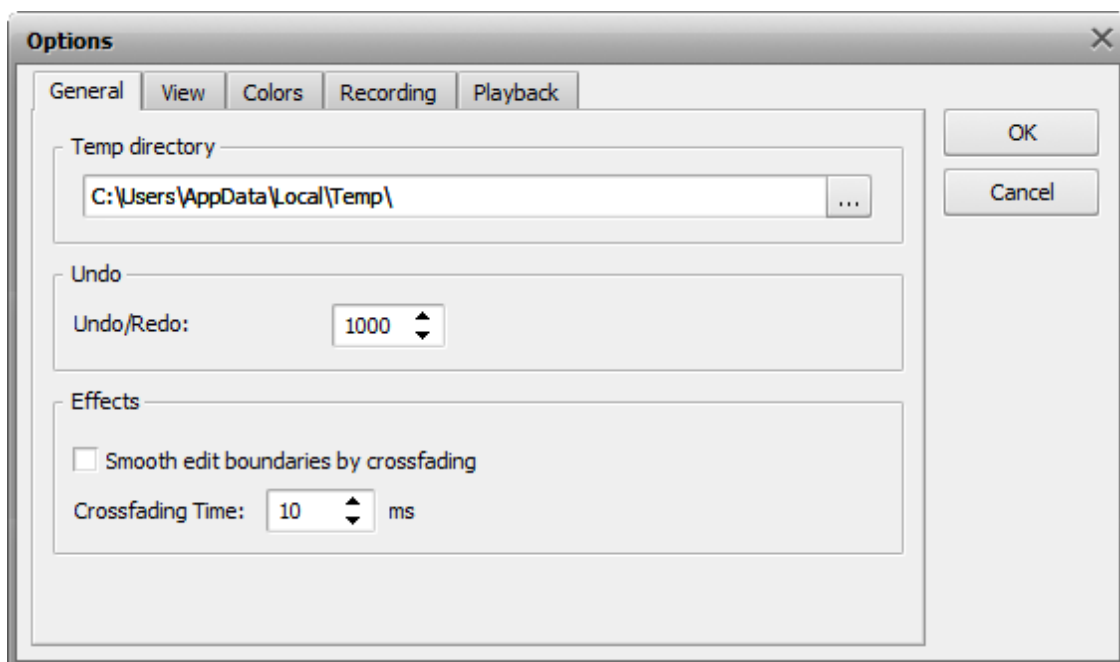 Options
General View Colors Recording Playback
Temp directory
C:\Users\AppData\Local\Temp\ ...
OK
Cancel
Undo
Undo/Redo: 1000
Effects
Smooth edit boundaries by crossfading
Crossfading Time: 10 ms